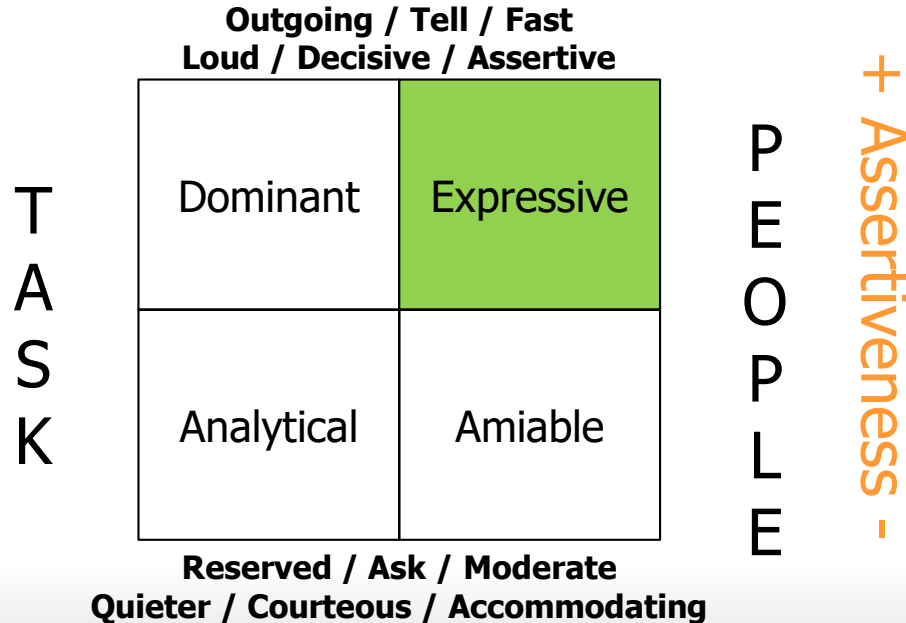 Outgoing / Tell / Fast
Loud / Decisive / Assertive
TASK
Dominant
Expressive
Analytical
Amiable
PEOPLE
+ Assertiveness -
Reserved / Ask / Moderate
Quieter / Courteous / Accommodating